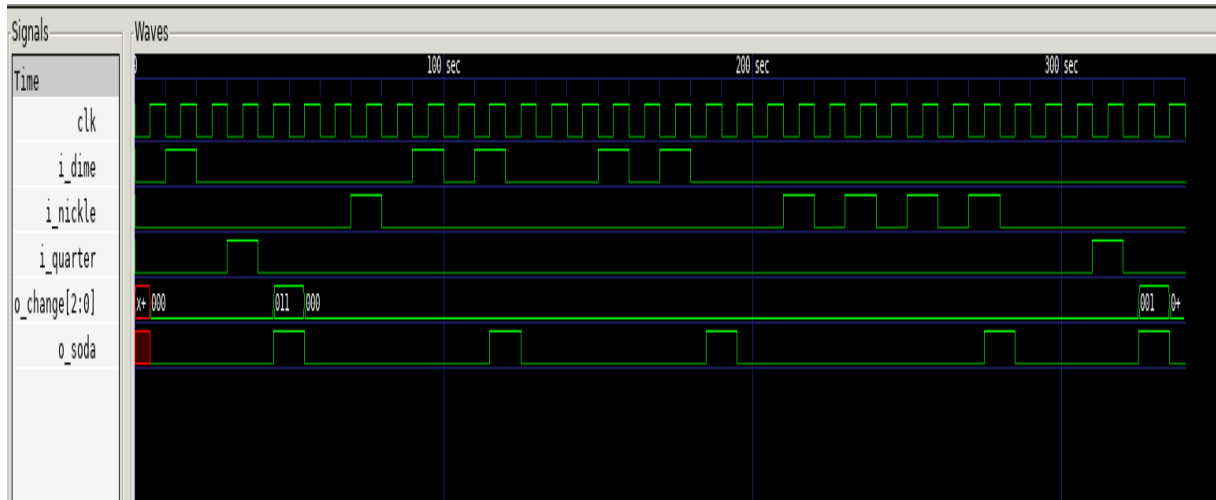 Signals Waves
Time 100 sec 200 sec 300 sec
clk
i_dime
i_nickle
i_quarter
o_change[2:0] x+ 000 011 000 001 0+
o_soda